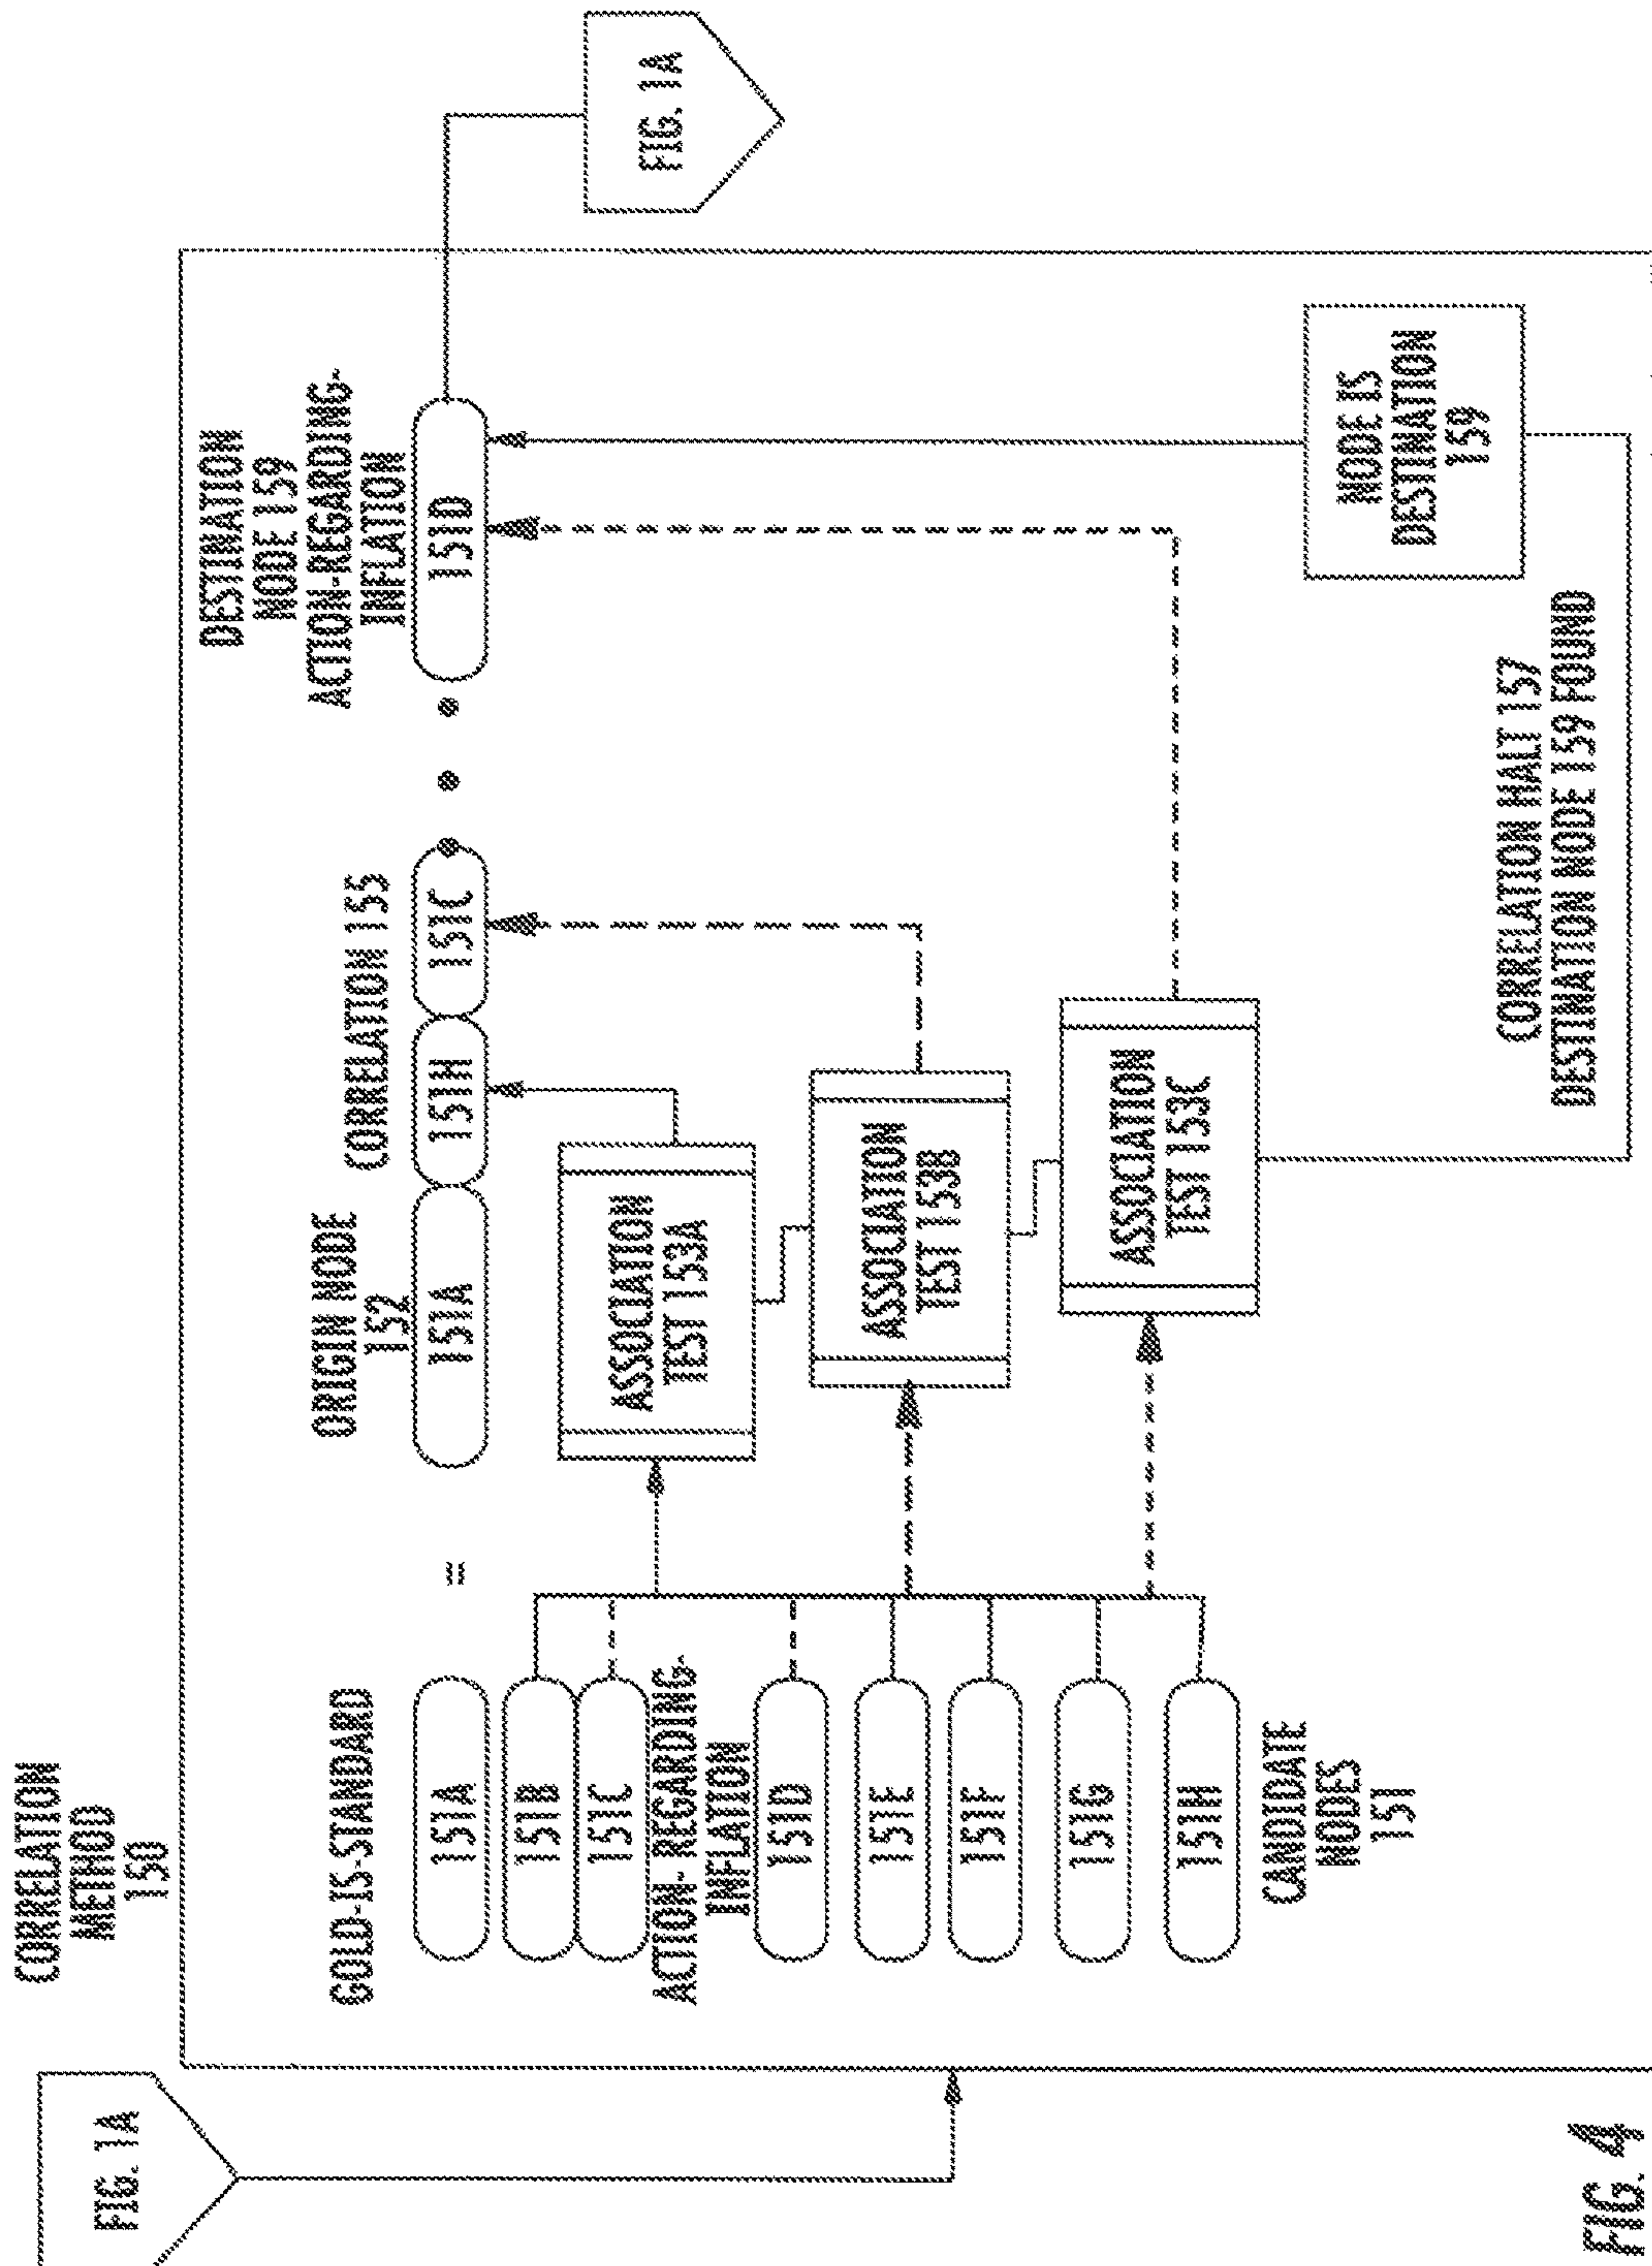 CORRELATION
METHOD
150
FIG. 1A
FIG. 1A
GOLD-IS-STANDARD
151A
151B
151C
ACTION- REGARDING-
INFLATION
151D
151E
151F
151G
151H
CANDIDATE
NODES
151
=
ORIGIN NODE
152
151A
CORRELATION 155
151H
151C
DESTINATION
NODE 159
ACTION-REGARDING-
INFLATION
151D
ASSOCIATION
TEST 153A
ASSOCIATION
TEST 153B
ASSOCIATION
TEST 153C
NODE IS
DESTINATION
159
CORRELATION HALT 157
DESTINATION NODE 159 FOUND
FIG. 4